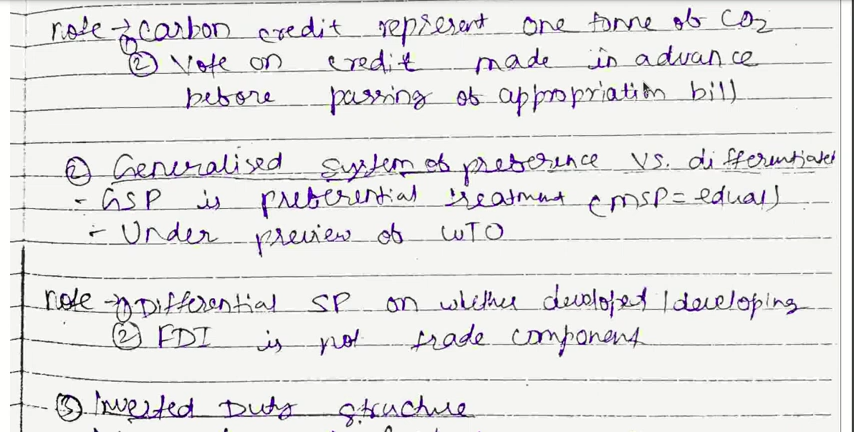 note → ① Carbon credit represent one tonne of CO2
② Vote on credit made in advance
before passing of appropriation bill
② Generalised system of preference vs. differentiated
- GSP is preferential treatment (MSP = equal)
- Under preview of WTO
note → ① Differential SP on whether developed / developing
② FDI is not trade component
③ Inverted Duty structure